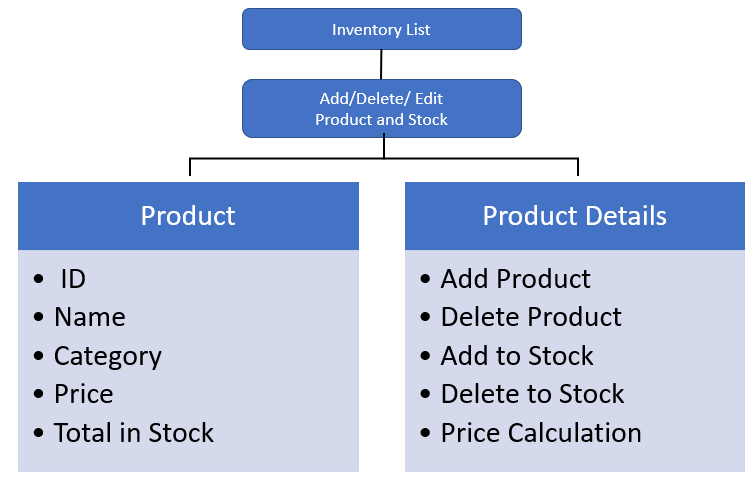 Inventory List
Add/Delete/ Edit
Product and Stock
Product
• ID
• Name
• Category
• Price
• Total in Stock
Product Details
• Add Product
• Delete Product
• Add to Stock
• Delete to Stock
• Price Calculation